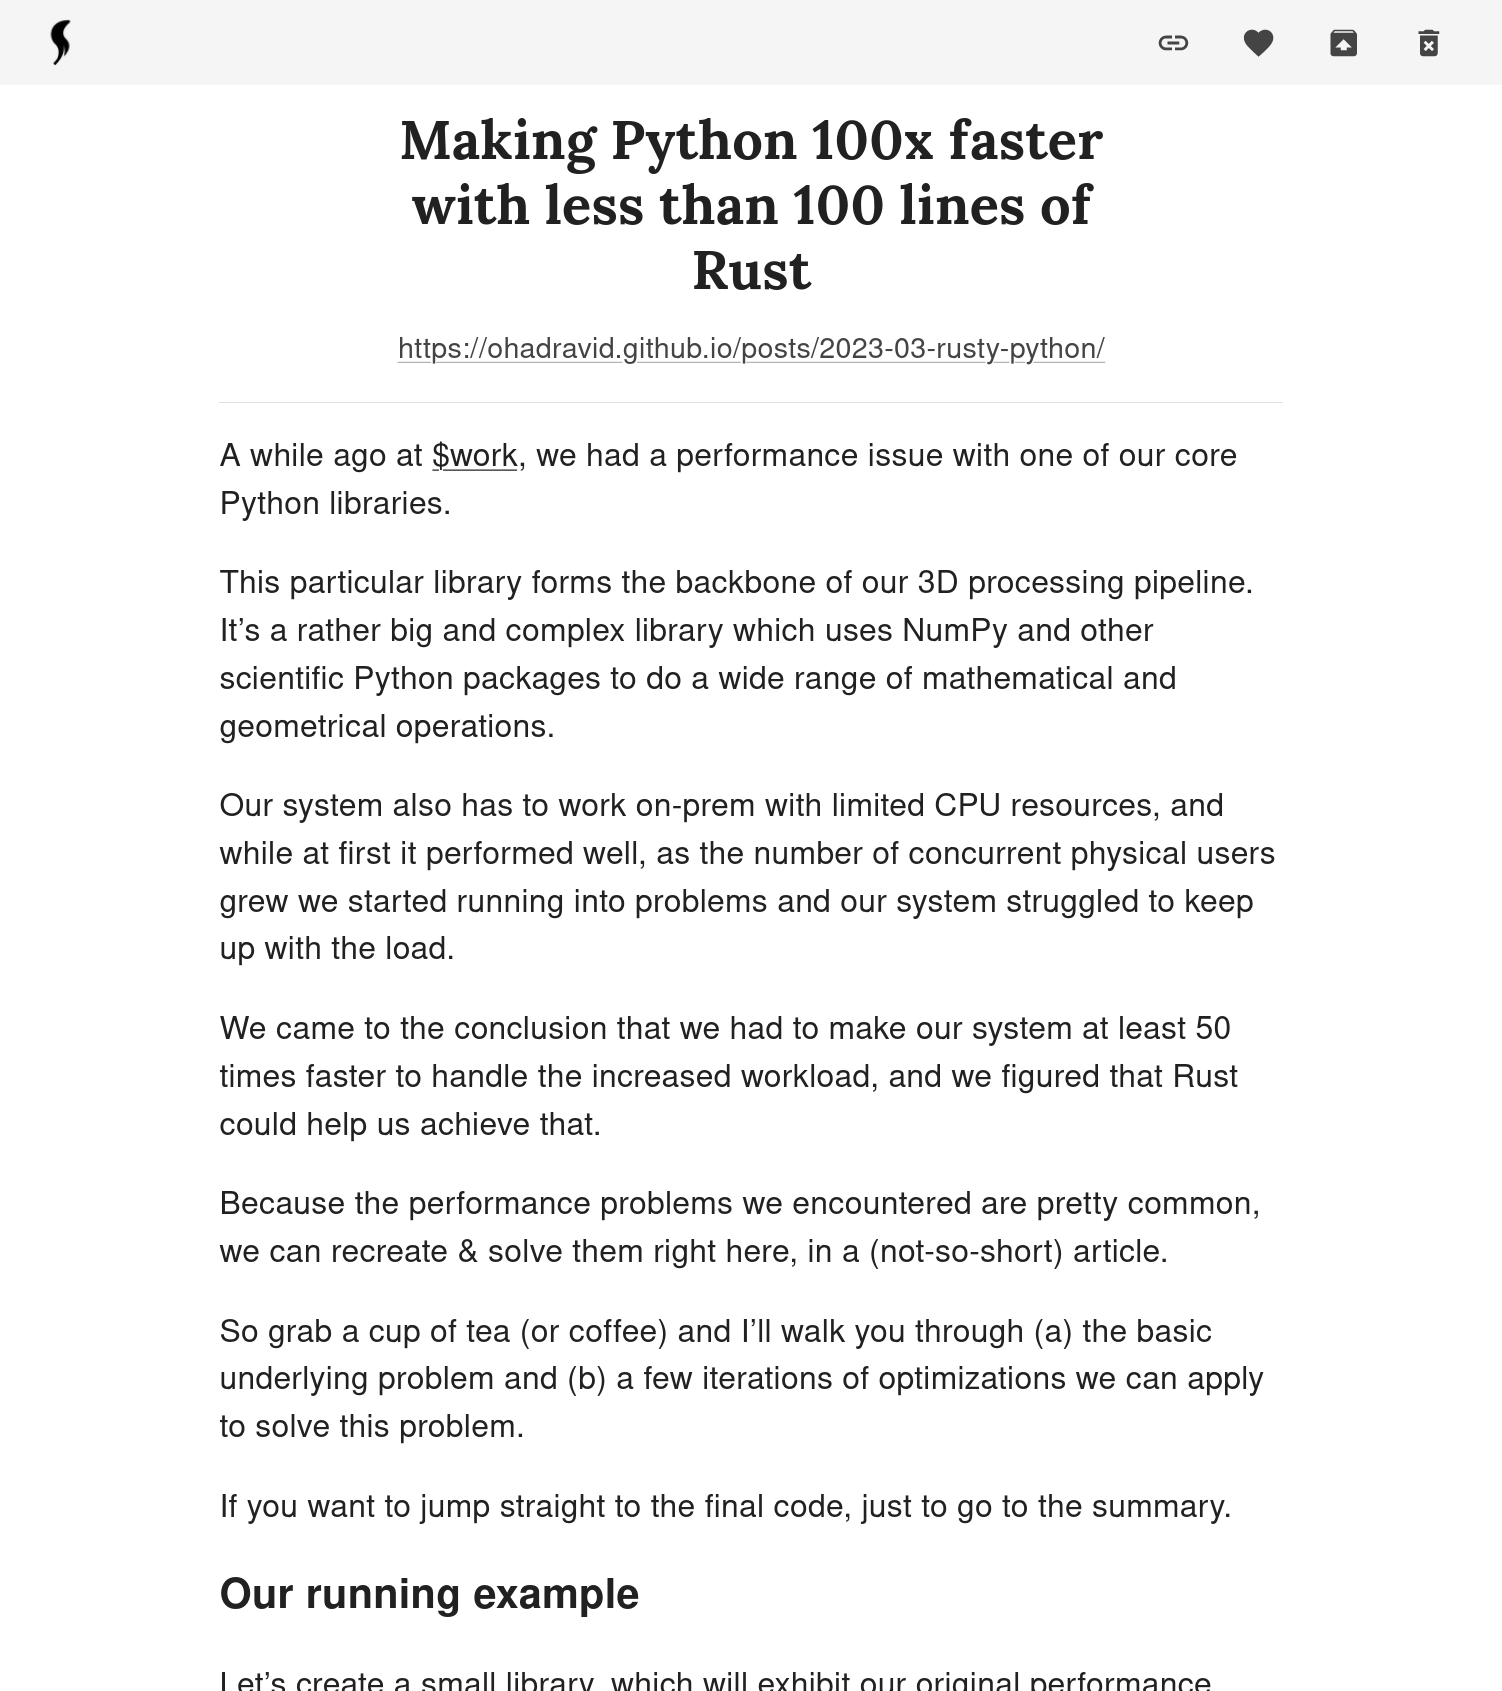 Making Python 100x faster
with less than 100 lines of
Rust
https://ohadravid.github.io/posts/2023-03-rusty-python/
A while ago at $work, we had a performance issue with one of our core
Python libraries.
This particular library forms the backbone of our 3D processing pipeline.
It’s a rather big and complex library which uses NumPy and other
scientific Python packages to do a wide range of mathematical and
geometrical operations.
Our system also has to work on-prem with limited CPU resources, and
while at first it performed well, as the number of concurrent physical users
grew we started running into problems and our system struggled to keep
up with the load.
We came to the conclusion that we had to make our system at least 50
times faster to handle the increased workload, and we figured that Rust
could help us achieve that.
Because the performance problems we encountered are pretty common,
we can recreate & solve them right here, in a (not-so-short) article.
So grab a cup of tea (or coffee) and I’ll walk you through (a) the basic
underlying problem and (b) a few iterations of optimizations we can apply
to solve this problem.
If you want to jump straight to the final code, just to go to the summary.
Our running example
Let’s create a small library, which will exhibit our original performance